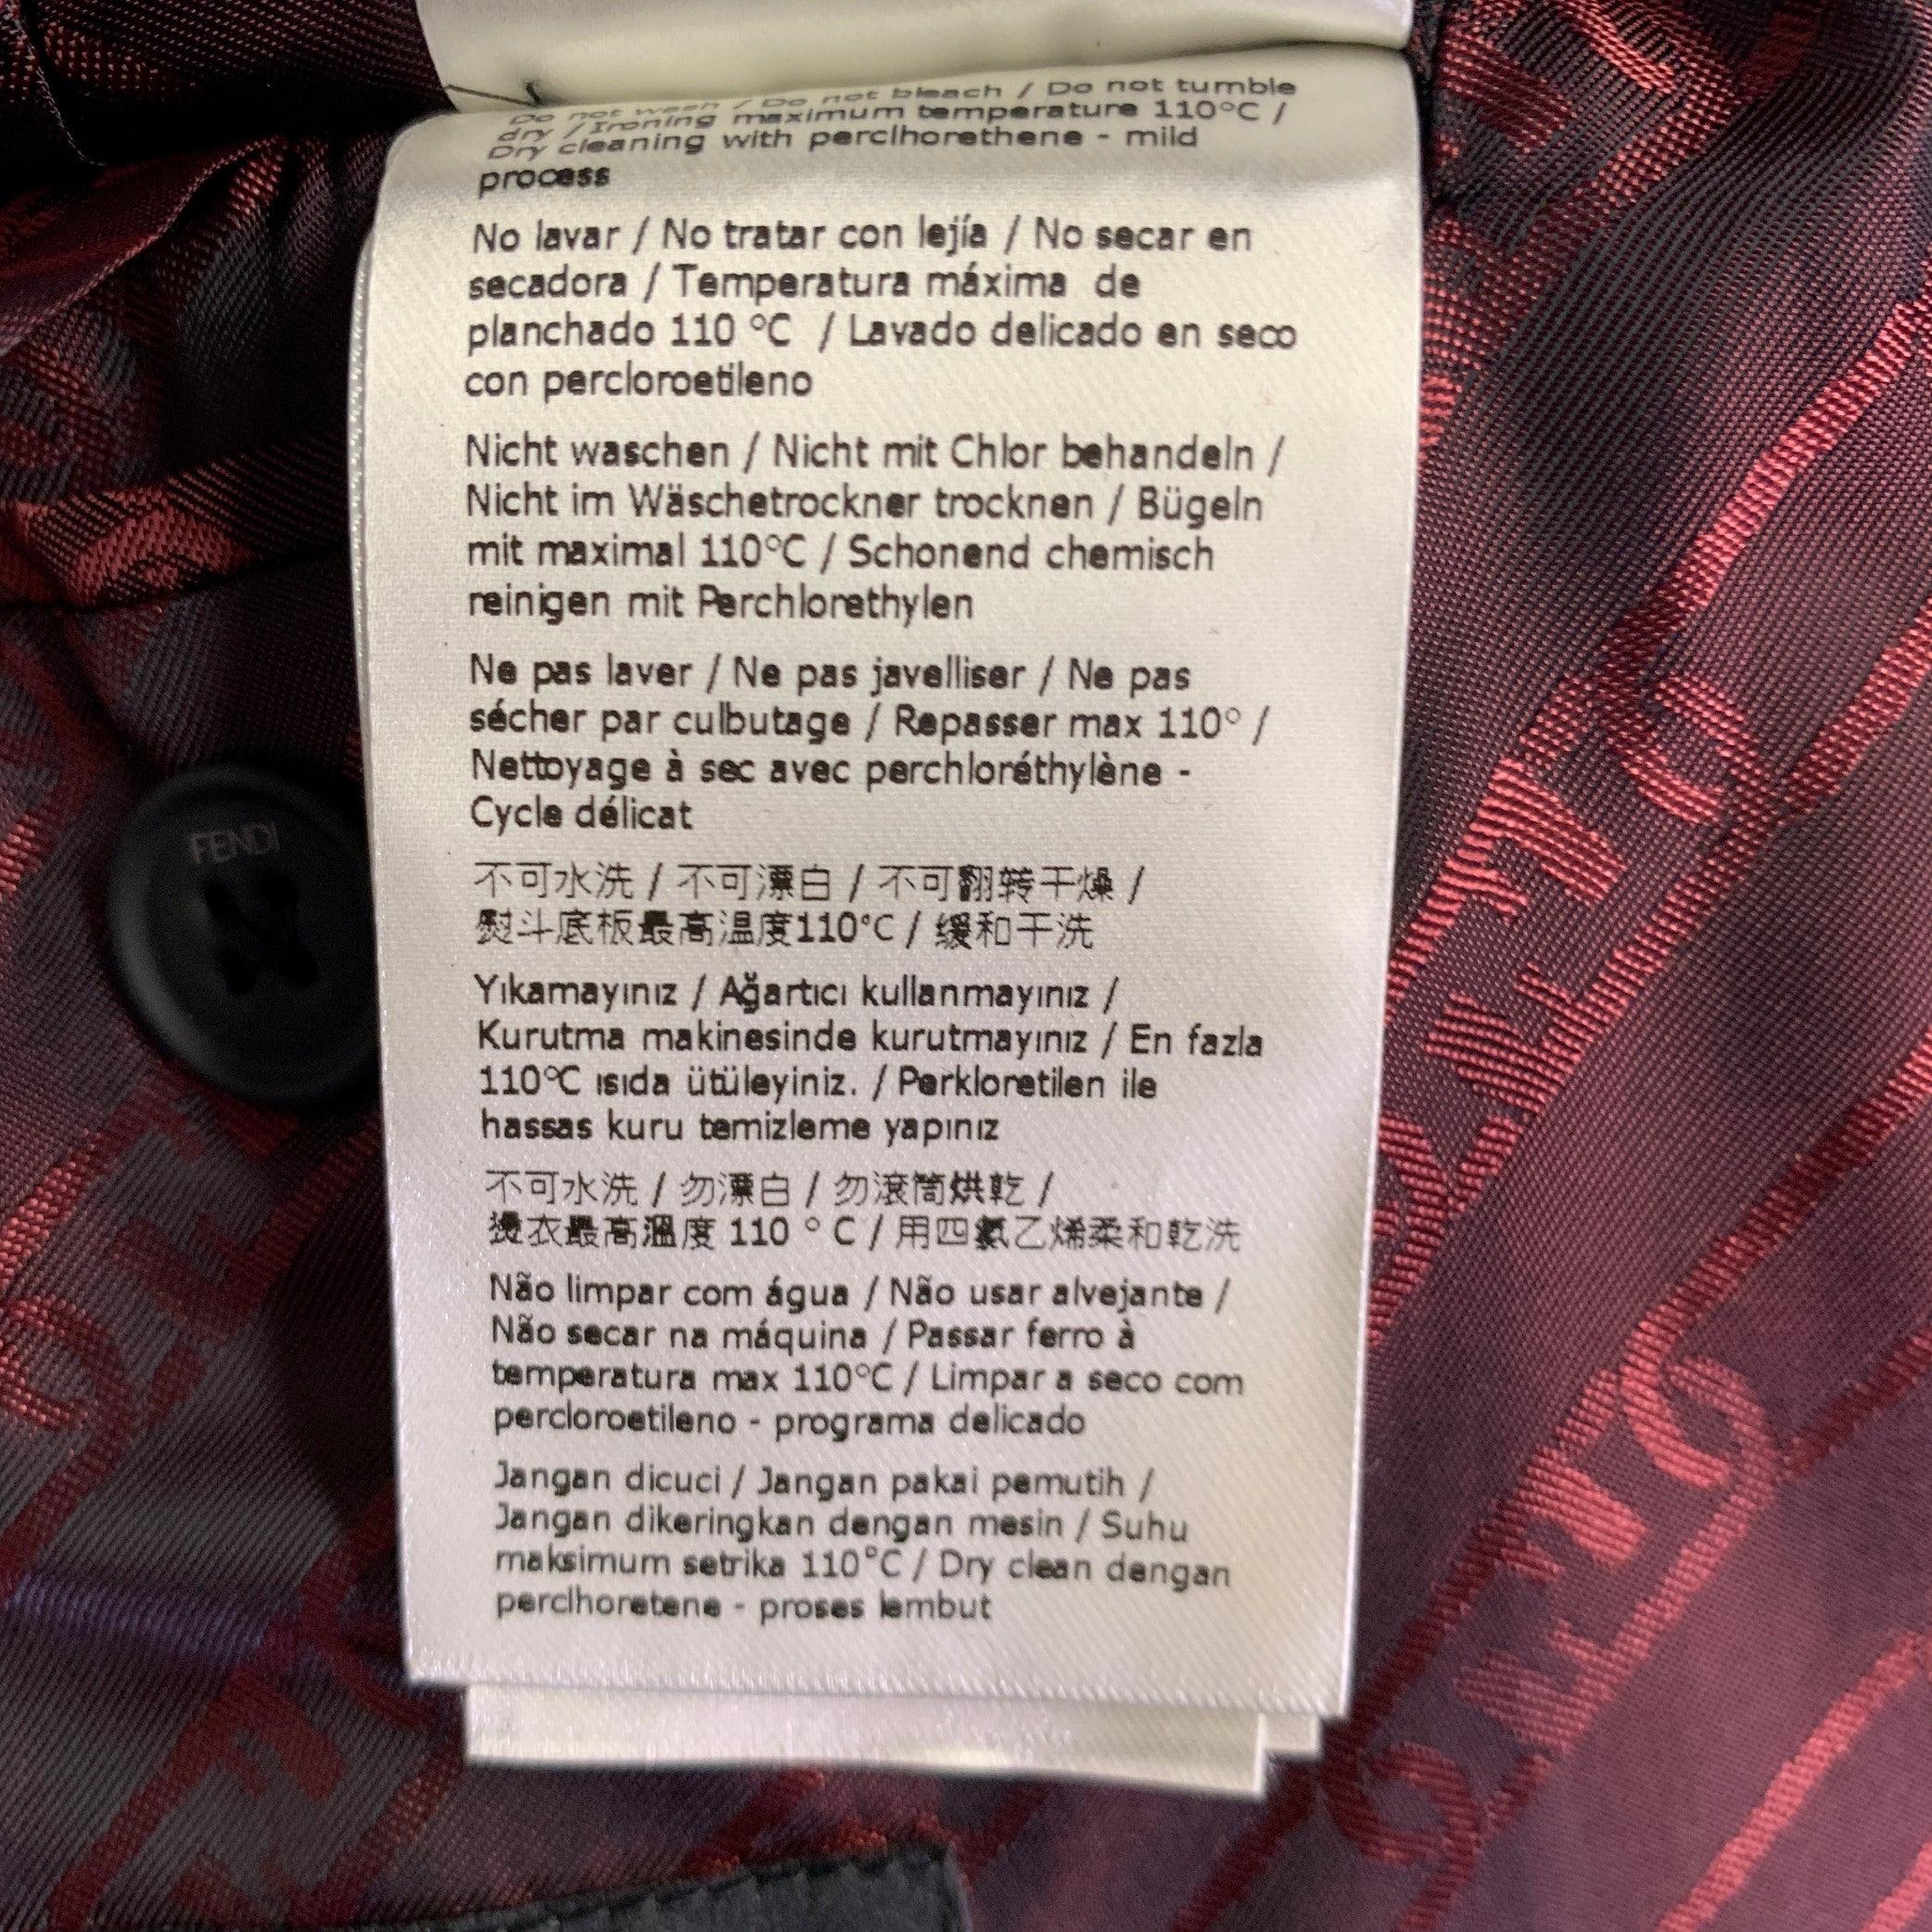 Do not wash / Do not bleach / Do not tumble
dry / Ironing maximum temperature 110°C /
Dry cleaning with perclhorethene - mild
process
No lavar / No tratar con lejía / No secar en
secadora / Temperatura máxima de
planchado 110 °C / Lavado delicado en seco
con percloroetileno
Nicht waschen / Nicht mit Chlor behandeln /
Nicht im Wäschetrockner trocknen / Bügeln
mit maximal 110°C / Schonend chemisch
reinigen mit Perchlorethylen
Ne pas laver / Ne pas javelliser / Ne pas
sécher par culbutage / Repasser max 110° /
Nettoyage à sec avec perchloréthylène -
Cycle délicat
不可水洗 / 不可漂白 / 不可翻转干燥 /
熨斗底板最高温度110°C / 缓和干洗
Yıkamayınız / Ağartıcı kullanmayınız /
Kurutma makinesinde kurutmayınız / En fazla
110°C ısıda ütüleyiniz. / Perkloretilen ile
hassas kuru temizleme yapınız
不可水洗 / 勿漂白 / 勿滾筒烘乾 /
燙衣最高溫度 110 ° C / 用四氯乙烯柔和乾洗
Não limpar com água / Não usar alvejante /
Não secar na máquina / Passar ferro à
temperatura max 110°C / Limpar a seco com
percloroetileno - programa delicado
Jangan dicuci / Jangan pakai pemutih /
Jangan dikeringkan dengan mesin / Suhu
maksimum setrika 110°C / Dry clean dengan
perclhoretene - proses lembut
FENDI